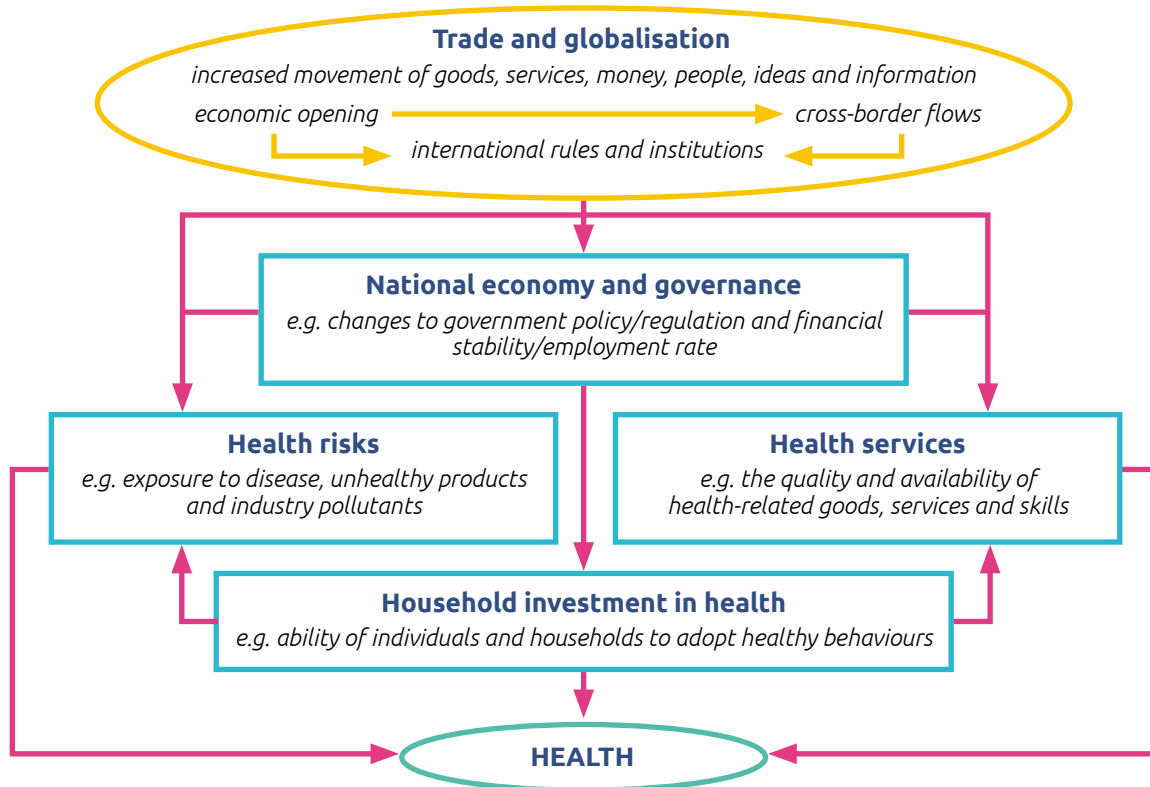 Trade and globalisation
increased movement of goods, services, money, people, ideas and information
economic opening
cross-border flows
international rules and institutions
National economy and governance
e.g. changes to government policy/regulation and financial
stability/employment rate
Health risks
e.g. exposure to disease, unhealthy products
and industry pollutants
Health services
e.g. the quality and availability of
health-related goods, services and skills
Household investment in health
e.g. ability of individuals and households to adopt healthy behaviours
HEALTH